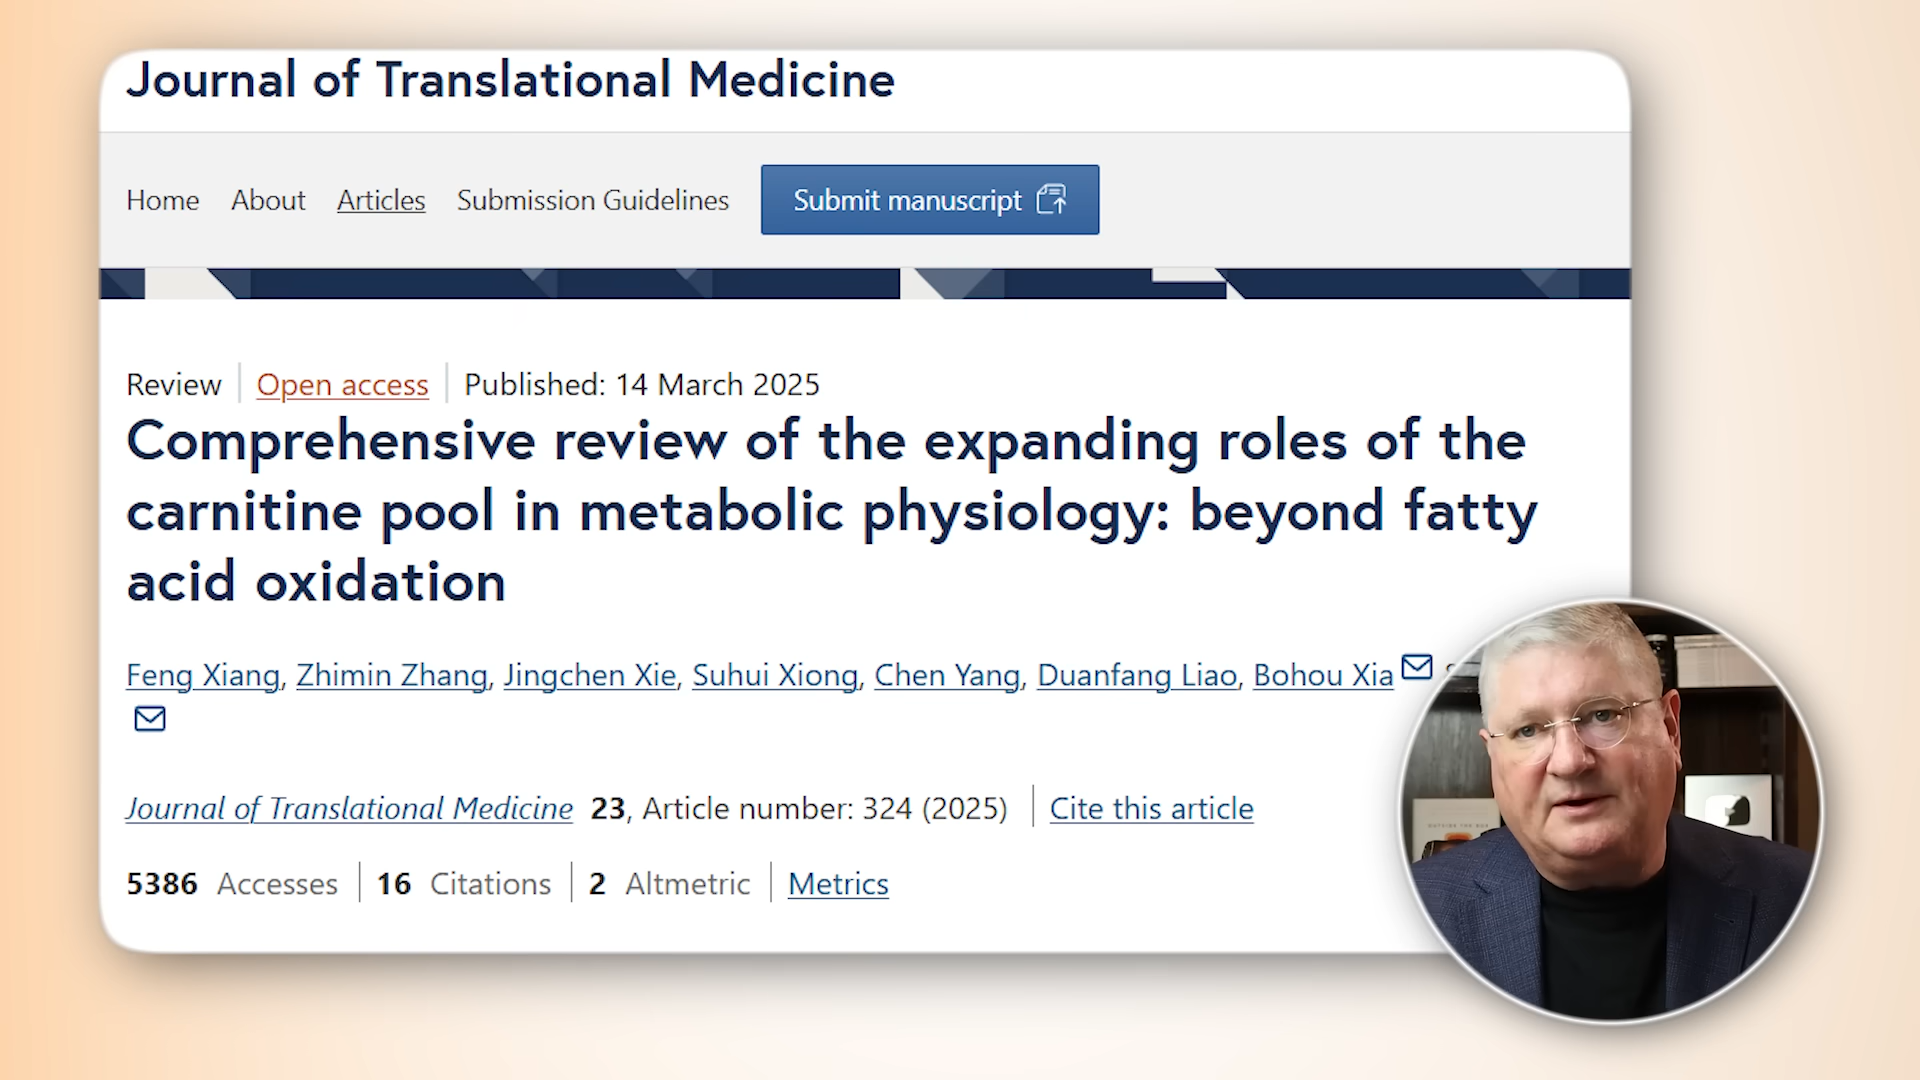 Journal of Translational Medicine
Home About Articles Submission Guidelines Submit manuscript
Review Open access Published: 14 March 2025
Comprehensive review of the expanding roles of the
carnitine pool in metabolic physiology: beyond fatty
acid oxidation
Feng Xiang, Zhimin Zhang, Jingchen Xie, Suhui Xiong, Chen Yang, Duanfang Liao, Bohou Xia
Journal of Translational Medicine 23, Article number: 324 (2025) Cite this article
5386 Accesses 16 Citations 2 Altmetric Metrics